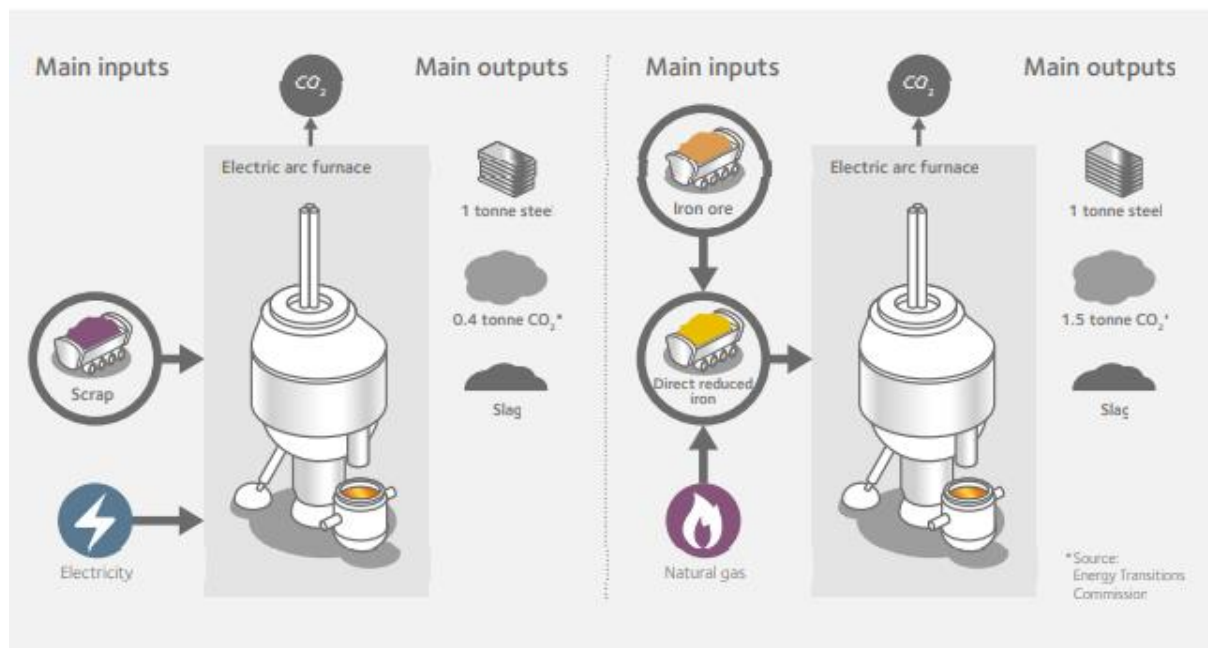 Main inputs
CO₂
Main outputs
Electric arc furnace
1 tonne stee
0.4 tonne CO₂*
Scrap
Slag
Electricity
Main inputs
CO₂
Main outputs
Iron ore
Electric arc furnace
1 tonne steel
1.5 tonne CO₂*
Direct reduced
iron
Slag
Natural gas
*Source:
Energy Transitions
Commission